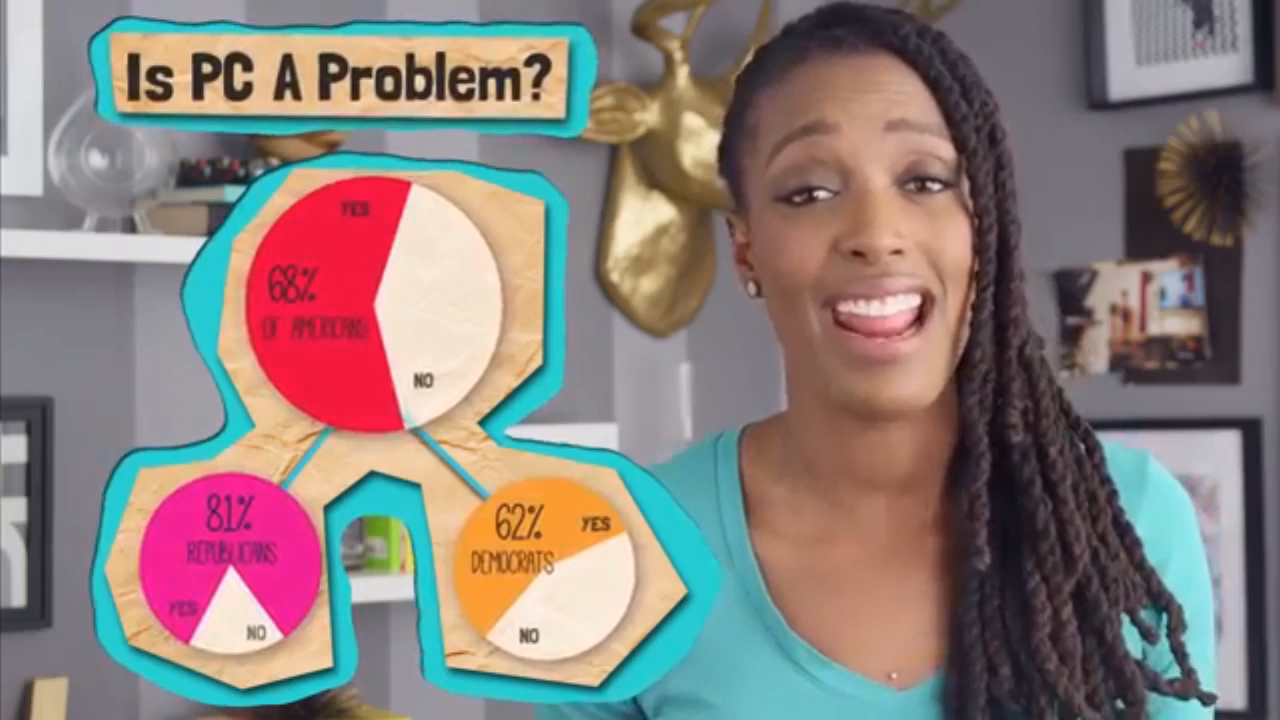 Is PC A Problem?
YES
68%
OF AMERICANS
NO
81%
REPUBLICANS
YES
NO
62%
YES
DEMOCRATS
NO